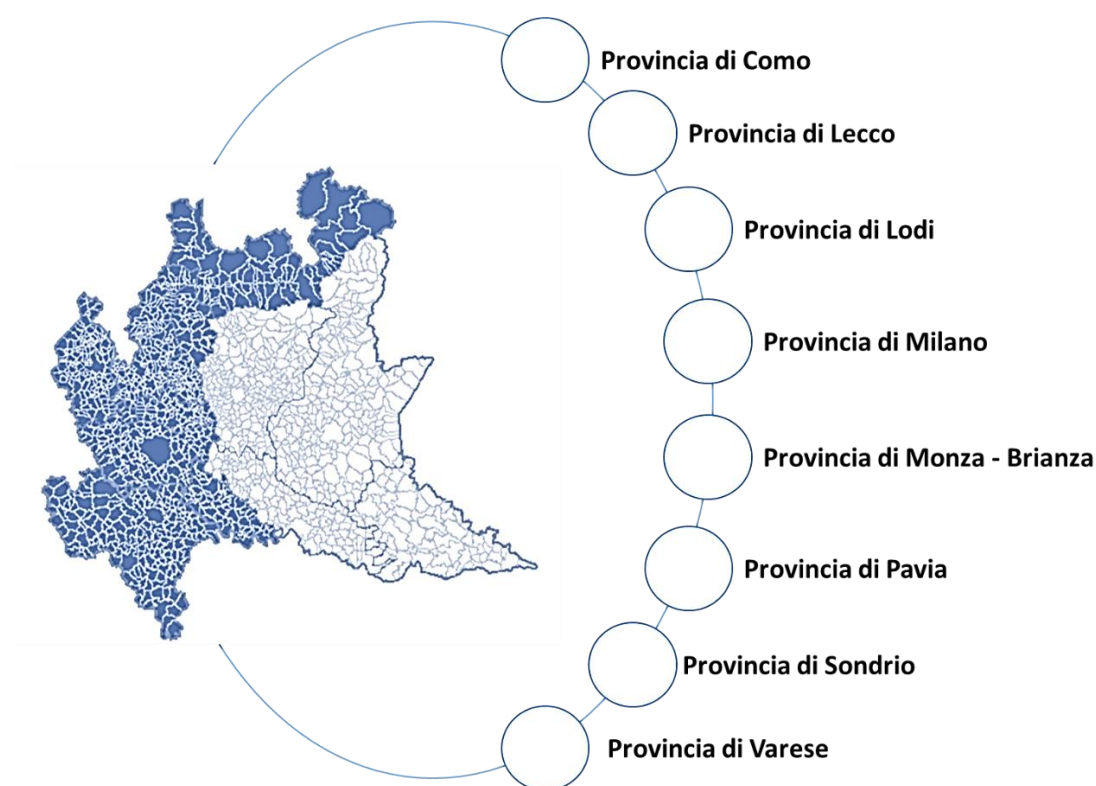 Provincia di Como
Provincia di Lecco
Provincia di Lodi
Provincia di Milano
Provincia di Monza - Brianza
Provincia di Pavia
Provincia di Sondrio
Provincia di Varese